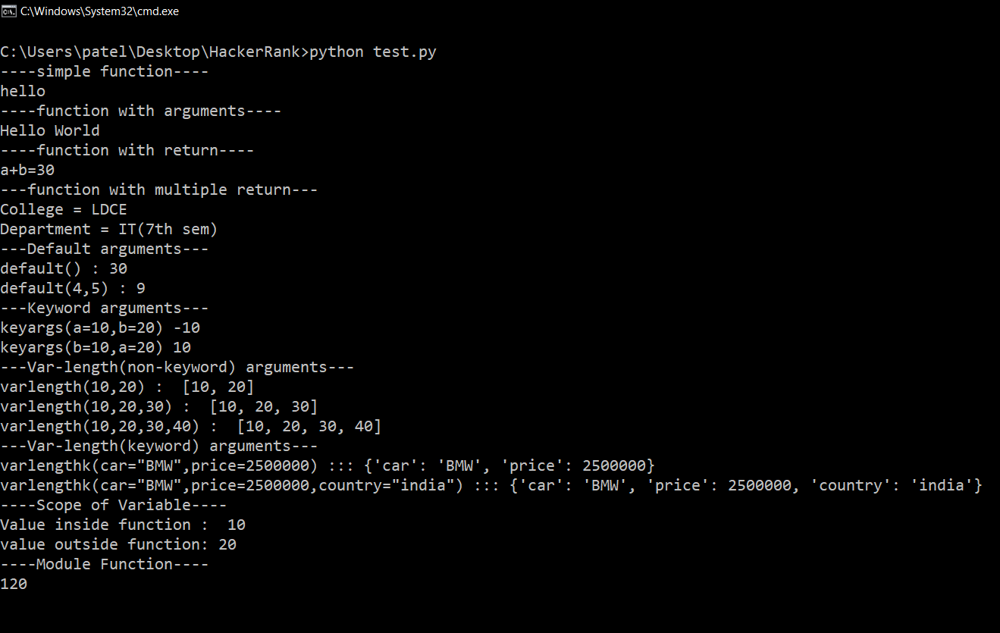 C:\Windows\System32\cmd.exe
C:\Users\patel\Desktop\HackerRank>python test.py
----simple function----
hello
----function with arguments----
Hello World
----function with return----
a+b=30
---function with multiple return---
College = LDCE
Department = IT(7th sem)
---Default arguments---
default() : 30
default(4,5) : 9
---Keyword arguments---
keyargs(a=10,b=20) -10
keyargs(b=10,a=20) 10
---Var-length(non-keyword) arguments---
varlength(10,20) :  [10, 20]
varlength(10,20,30) :  [10, 20, 30]
varlength(10,20,30,40) :  [10, 20, 30, 40]
---Var-length(keyword) arguments---
varlengthk(car="BMW",price=2500000) ::: {'car': 'BMW', 'price': 2500000}
varlengthk(car="BMW",price=2500000,country="india") ::: {'car': 'BMW', 'price': 2500000, 'country': 'india'}
----Scope of Variable----
Value inside function :  10
value outside function: 20
----Module Function----
120